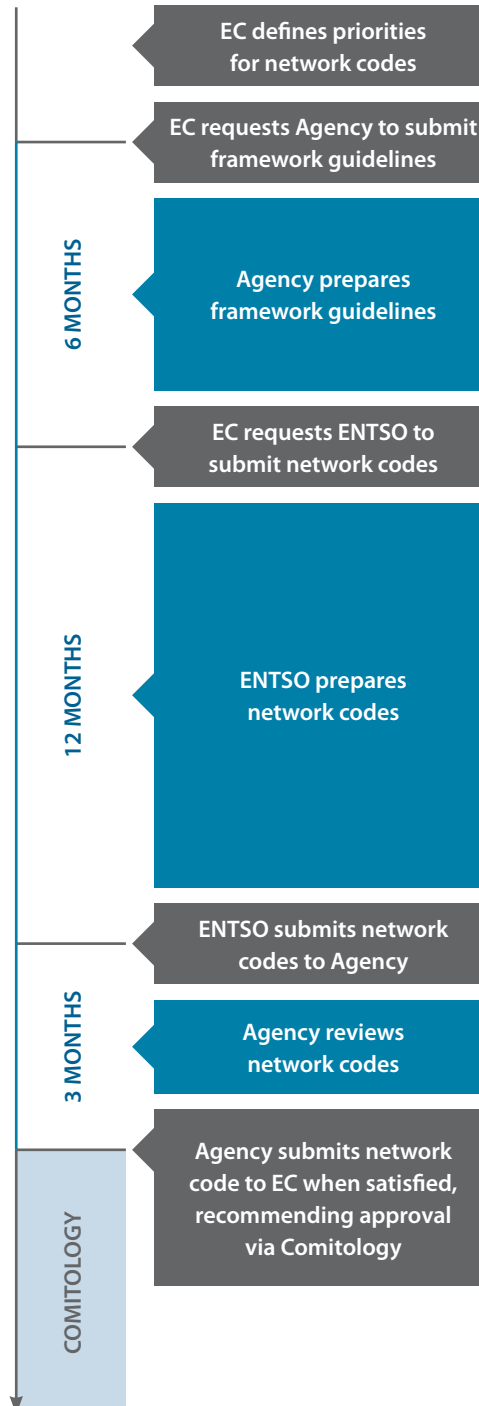 EC defines priorities
for network codes
EC requests Agency to submit
framework guidelines
6 MONTHS
Agency prepares
framework guidelines
EC requests ENTSO to
submit network codes
12 MONTHS
ENTSO prepares
network codes
ENTSO submits network
codes to Agency
3 MONTHS
Agency reviews
network codes
Agency submits network
code to EC when satisfied,
recommending approval
via Comitology
COMITOLOGY